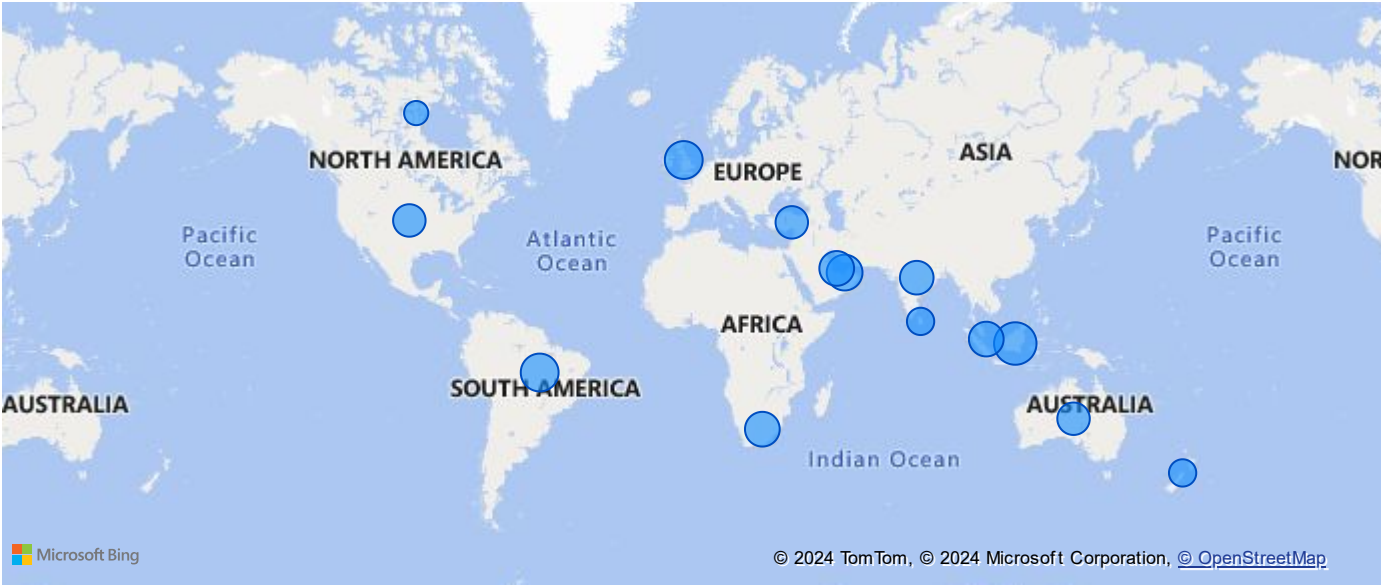 NORTH AMERICA
EUROPE
ASIA
NOR
Pacific
Ocean
Atlantic
Ocean
Pacific
Ocean
AFRICA
SOUTH AMERICA
AUSTRALIA
AUSTRALIA
Indian Ocean
Microsoft Bing
© 2024 TomTom, © 2024 Microsoft Corporation, © OpenStreetMap